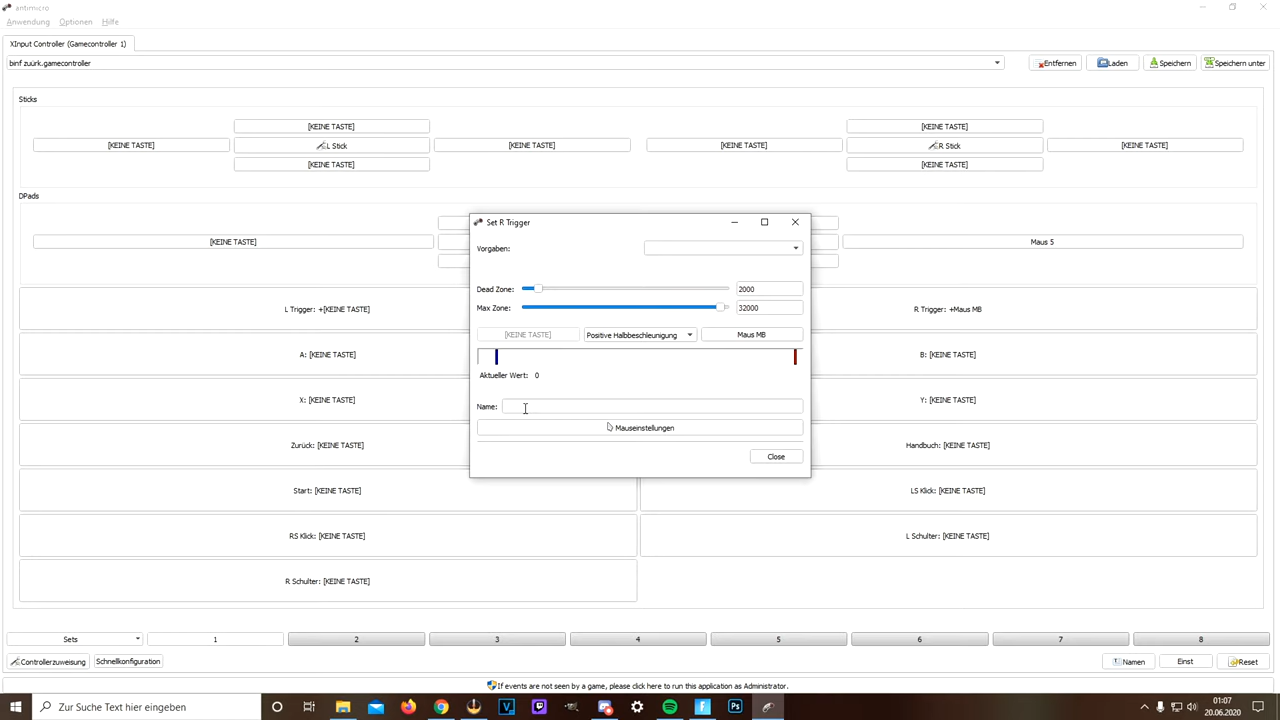 antimicro
Anwendung Optionen Hilfe
XInput Controller (Gamecontroller 1)
binf zuürk.gamecontroller
Entfernen Laden Speichern Speichern unter
Sticks
[KEINE TASTE] [KEINE TASTE]
[KEINE TASTE] L Stick [KEINE TASTE] [KEINE TASTE] R Stick [KEINE TASTE]
[KEINE TASTE] [KEINE TASTE]
DPads
[KEINE TASTE] Maus 5
L Trigger: +[KEINE TASTE] R Trigger: +Maus MB
A: [KEINE TASTE] B: [KEINE TASTE]
X: [KEINE TASTE] Y: [KEINE TASTE]
Zurück: [KEINE TASTE] Handbuch: [KEINE TASTE]
Start: [KEINE TASTE] LS Klick: [KEINE TASTE]
RS Klick: [KEINE TASTE] L Schulter: [KEINE TASTE]
R Schulter: [KEINE TASTE]
Set R Trigger
Vorgaben:
Dead Zone: 2000
Max Zone: 32000
[KEINE TASTE] Positive Halbbeschleunigung Maus MB
Aktueller Wert: 0
Name:
Mauseinstellungen
Close
Sets 1 2 3 4 5 6 7 8
Controllerzuweisung Schnellkonfiguration Namen Einst Reset
If events are not seen by a game, please click here to run this application as Administrator.
Zur Suche Text hier eingeben
01:07
20.06.2020